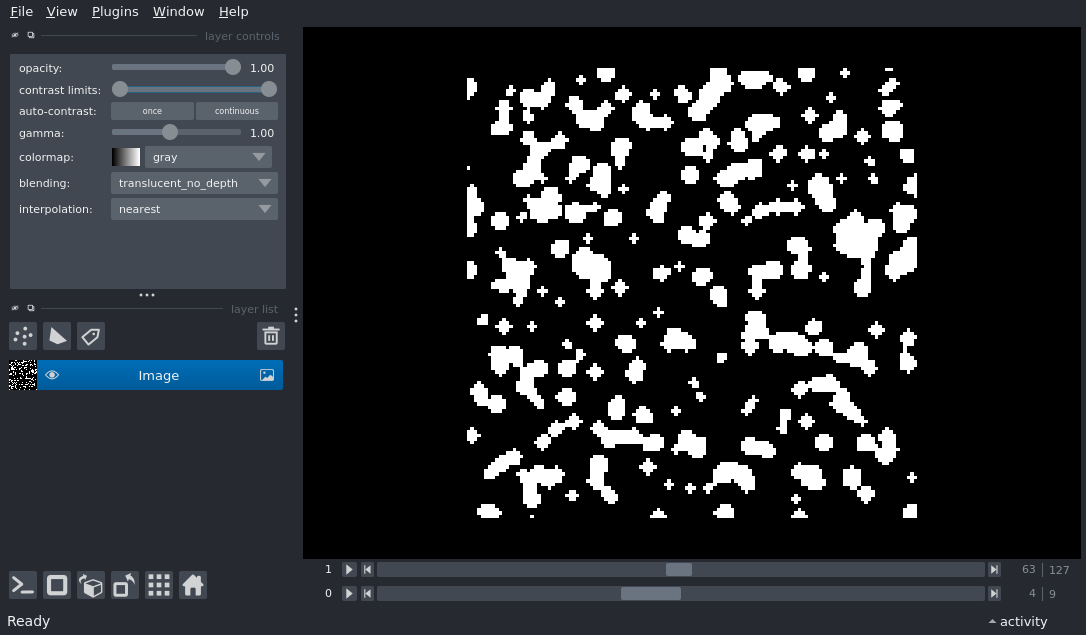 File View Plugins Window Help
layer controls
opacity: 1.00
contrast limits:
auto-contrast: once continuous
gamma: 1.00
colormap: gray
blending: translucent_no_depth
interpolation: nearest
layer list
Image
1 63 127
0 4 9
Ready activity